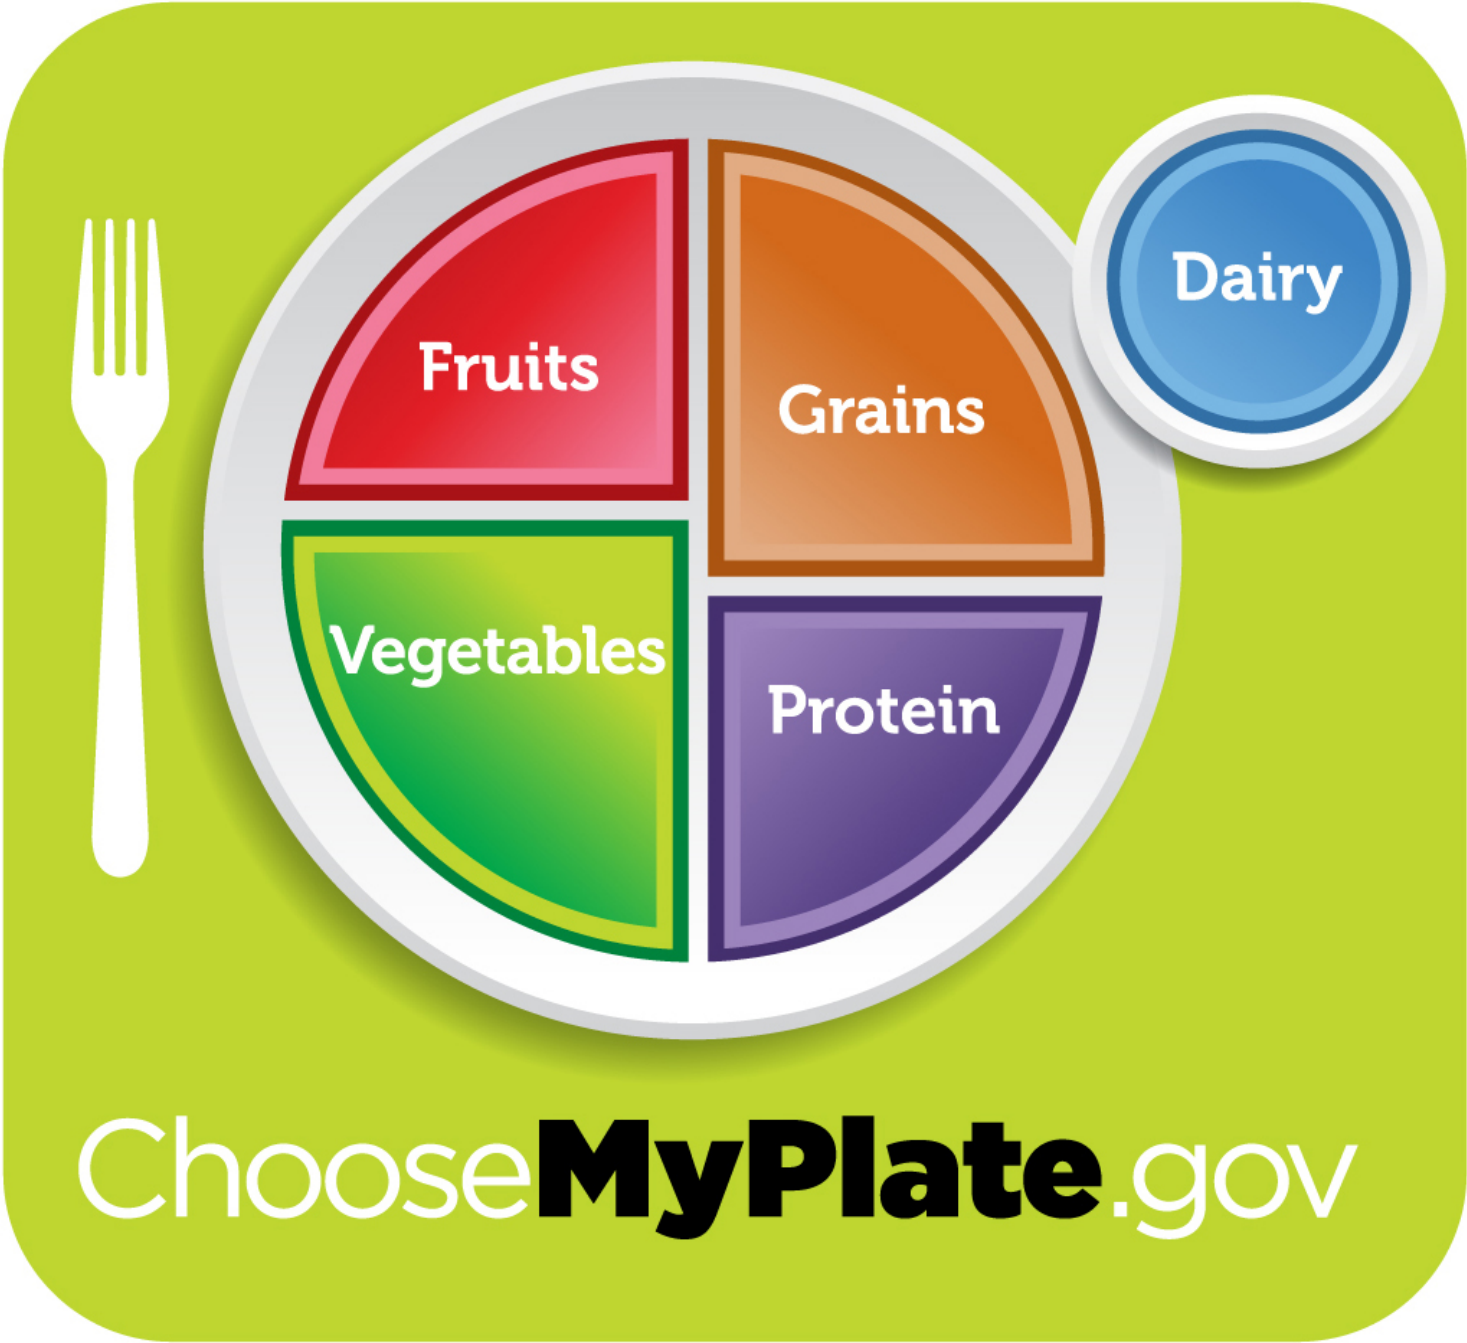 Fruits
Grains
Dairy
Vegetables
Protein
ChooseMyPlate.gov